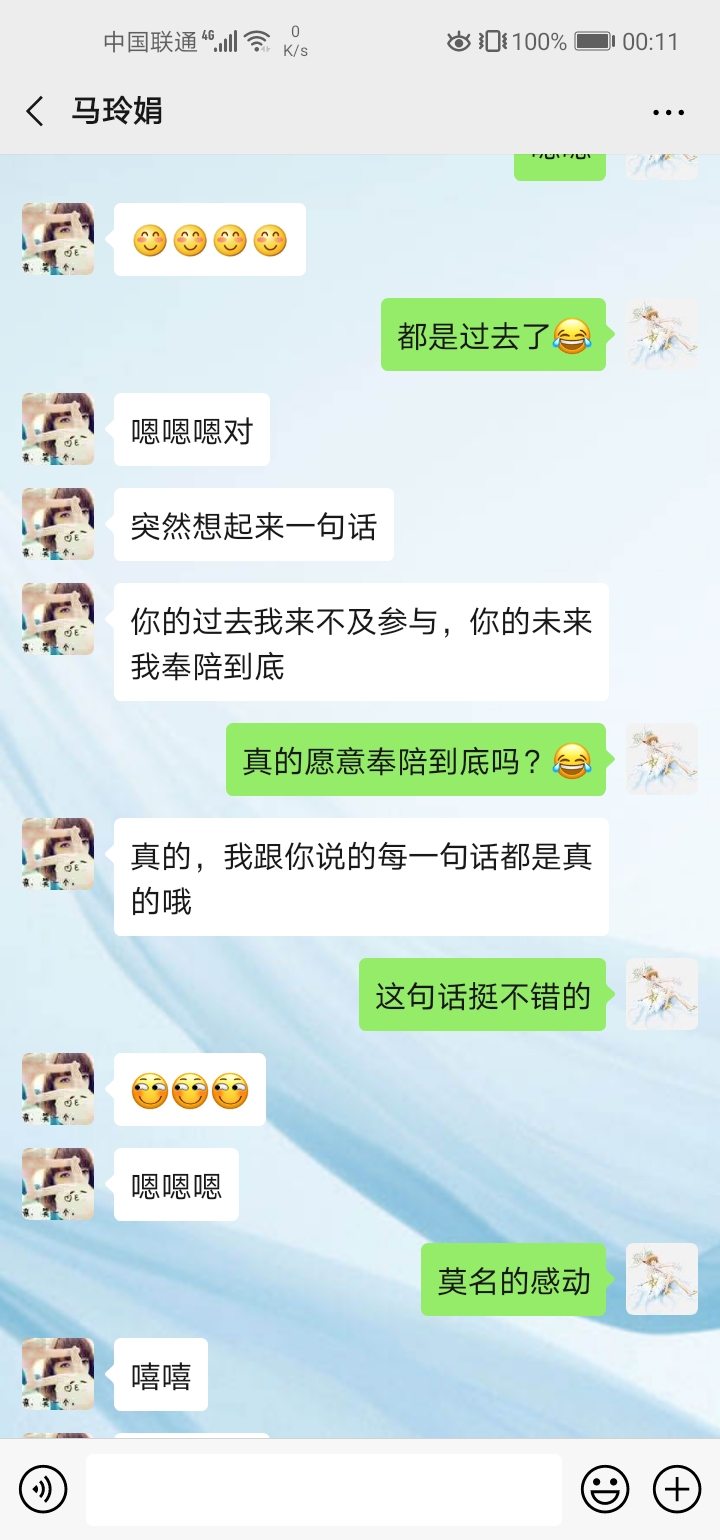 中国联通 4G 0 K/s 100% 00:11
马玲娟
嗯嗯
😊😊😊😊
都是过去了😂
嗯嗯嗯对
突然想起来一句话
你的过去我来不及参与，你的未来
我奉陪到底
真的愿意奉陪到底吗？😂
真的，我跟你说的每一句话都是真
的哦
这句话挺不错的
嗯嗯嗯
莫名的感动
嘻嘻